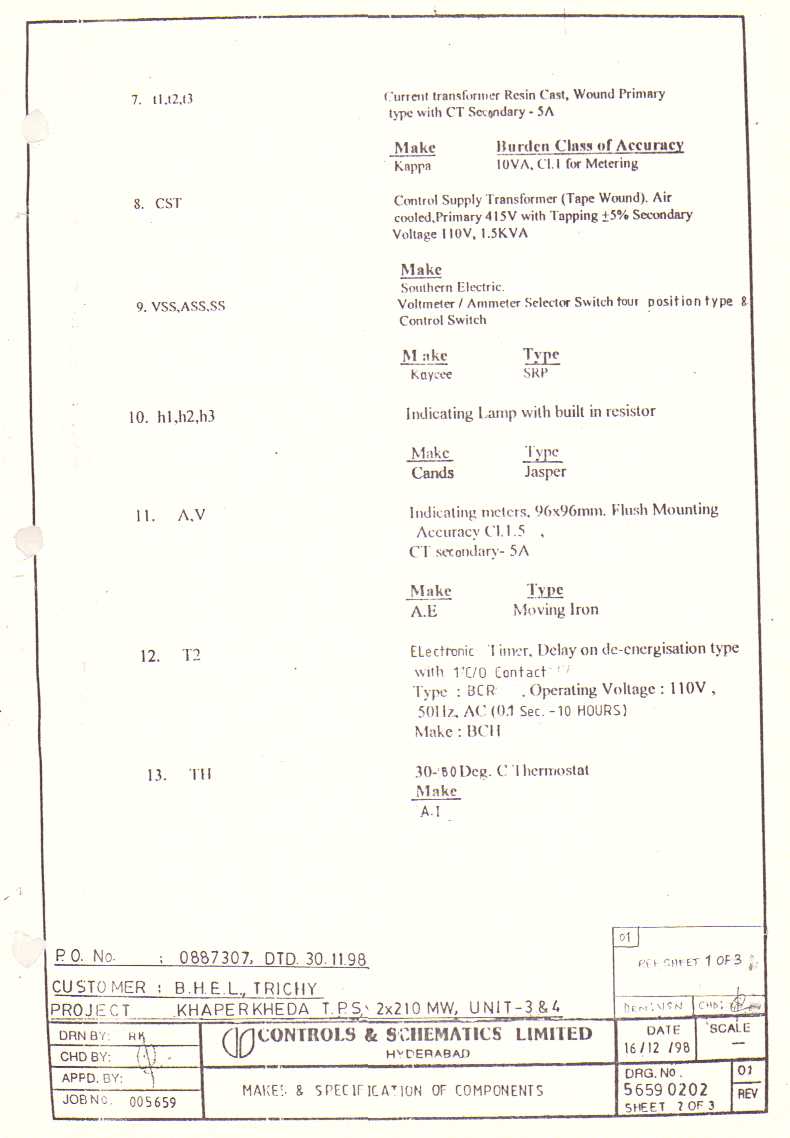 7. t1,t2,t3 Current transformer Resin Cast, Wound Primary
type with CT Secondary - 5A
Make Burden Class of Accuracy
Kappa 10VA, Cl.1 for Metering
8. CST Control Supply Transformer (Tape Wound). Air
cooled,Primary 415V with Tapping ±5% Secondary
Voltage 110V, 1.5KVA
Make
Southern Electric.
9. VSS,ASS,SS Voltmeter / Ammeter Selector Switch four position type &
Control Switch
Make Type
Kaycee SRP
10. h1,h2,h3 Indicating Lamp with built in resistor
Make Type
Cands Jasper
11. A,V Indicating meters, 96x96mm. Flush Mounting
Accuracy Cl.1.5 ,
CT secondary- 5A
Make Type
A.E Moving Iron
12. T2 Electronic Timer, Delay on de-energisation type
with 1'C/O Contact
Type : BCR , Operating Voltage : 110V ,
50Hz, AC (0.1 Sec. -10 HOURS)
Make : BCH
13. TH 30- Deg. C Thermostat
Make
A.I
01
SHEET 1 OF 3
P.O. No. : 0887307, DTD. 30.11.98
CUSTOMER : B.H.E.L., TRICHY
PROJECT KHAPERKHEDA T.P.S, 2x210 MW, UNIT-3 & 4
CHD:
DRN BY: HK
CHD BY:
APPD. BY:
JOB NO. 005659
CONTROLS & SCHEMATICS LIMITED
HYDERABAD
MAKES & SPECIFICATION OF COMPONENTS
DATE SCALE
16/12/98 —
DRG. NO. 01
5659 0202 REV
SHEET 2 OF 3